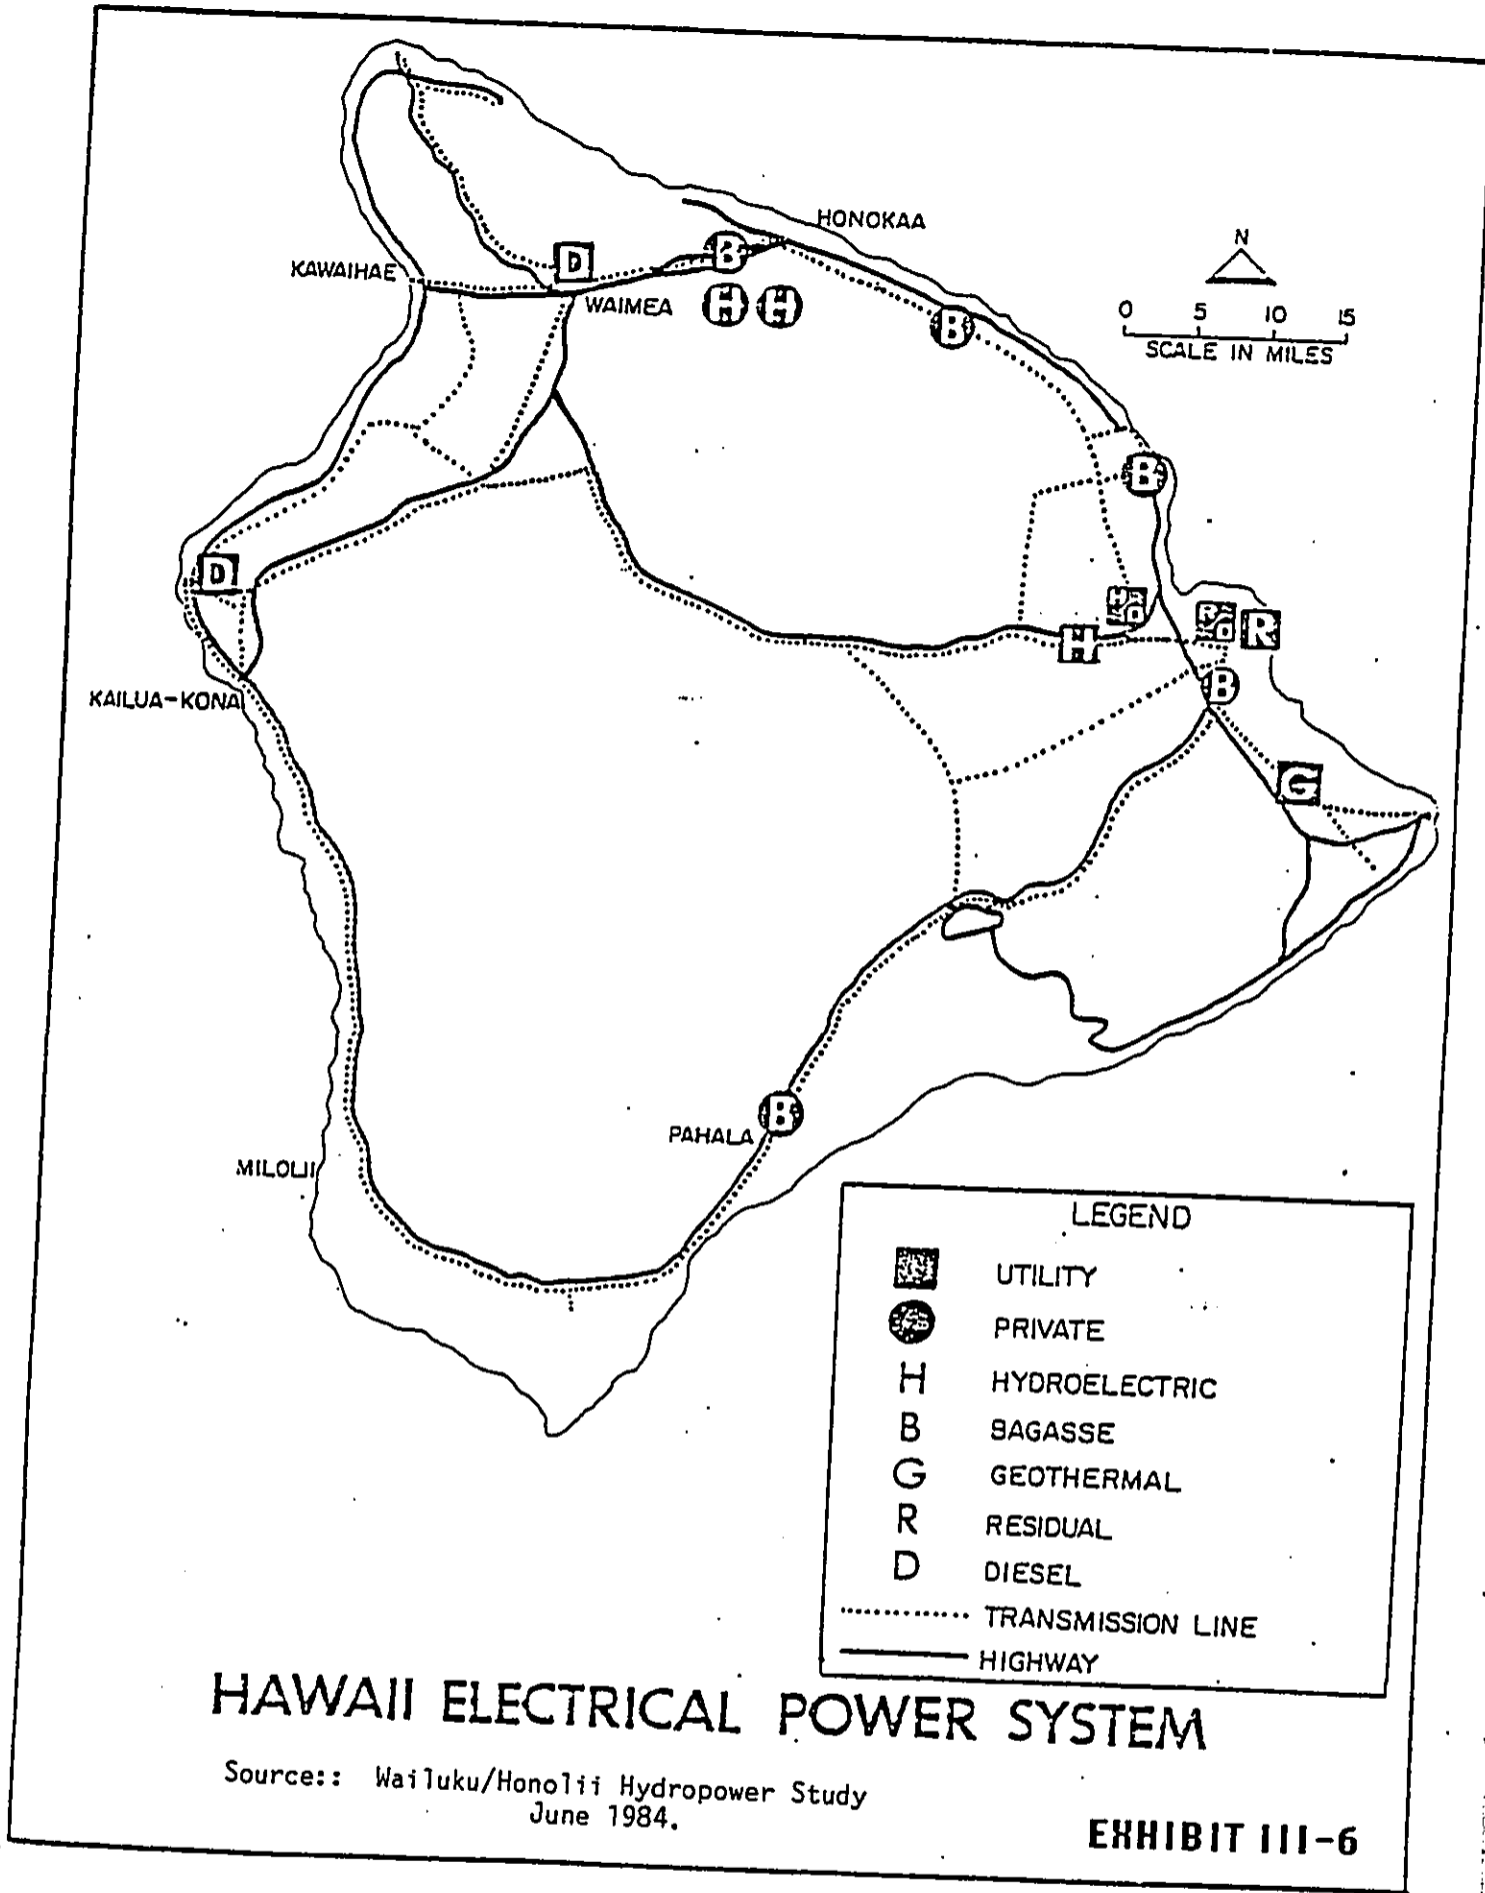 HONOKAA
N
KAWAIHAE
D
B
WAIMEA
H H
B
0 5 10 15
SCALE IN MILES
B
D
H
D
R
D
R
H
B
KAILUA-KONA
G
B
PAHALA
MILOLII
LEGEND
UTILITY
PRIVATE
H HYDROELECTRIC
B BAGASSE
G GEOTHERMAL
R RESIDUAL
D DIESEL
TRANSMISSION LINE
HIGHWAY
HAWAII ELECTRICAL POWER SYSTEM
Source:: Wailuku/Honolii Hydropower Study
June 1984.
EXHIBIT III-6